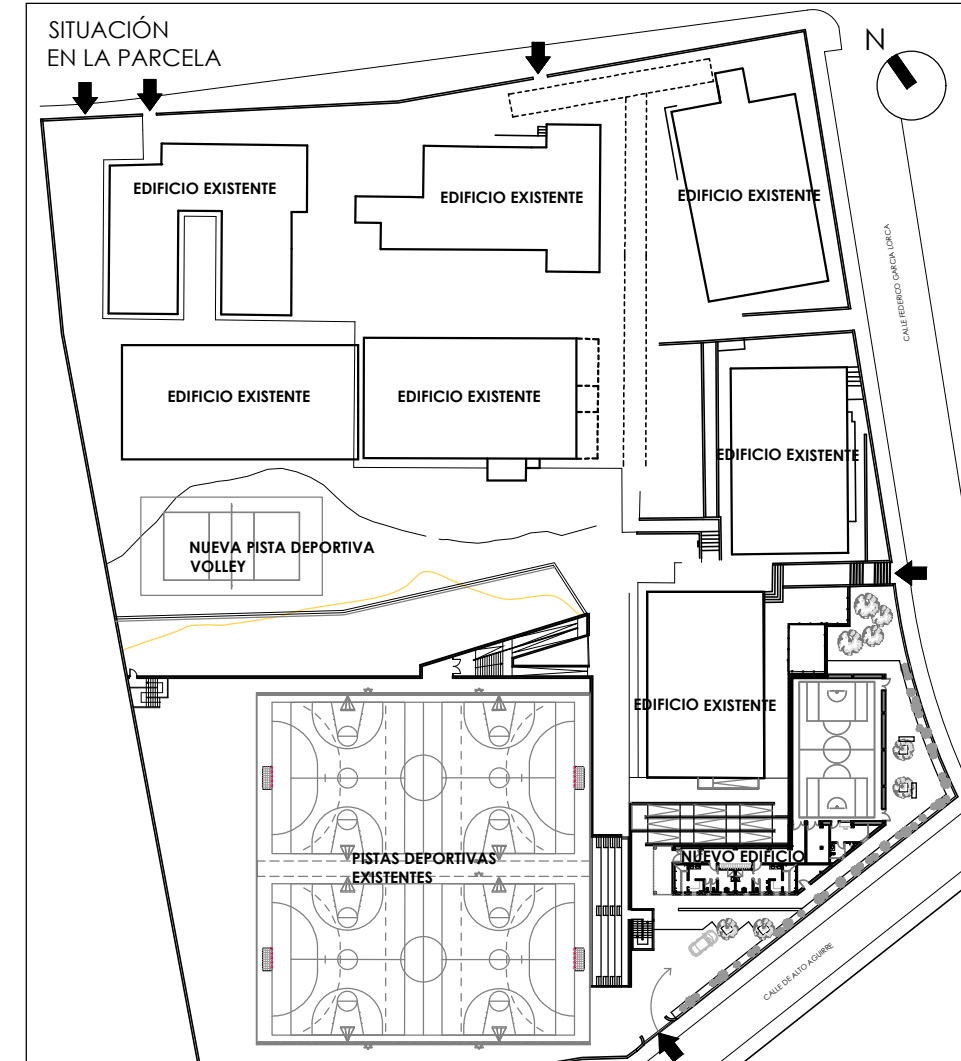 SITUACIÓN
EN LA PARCELA
N
EDIFICIO EXISTENTE
EDIFICIO EXISTENTE
EDIFICIO EXISTENTE
CALLE FEDERICO GARCIA LORCA
EDIFICIO EXISTENTE
EDIFICIO EXISTENTE
EDIFICIO EXISTENTE
NUEVA PISTA DEPORTIVA
VOLLEY
EDIFICIO EXISTENTE
PISTAS DEPORTIVAS
EXISTENTES
NUEVO EDIFICIO
CALLE DE ALTO AGUIRRE